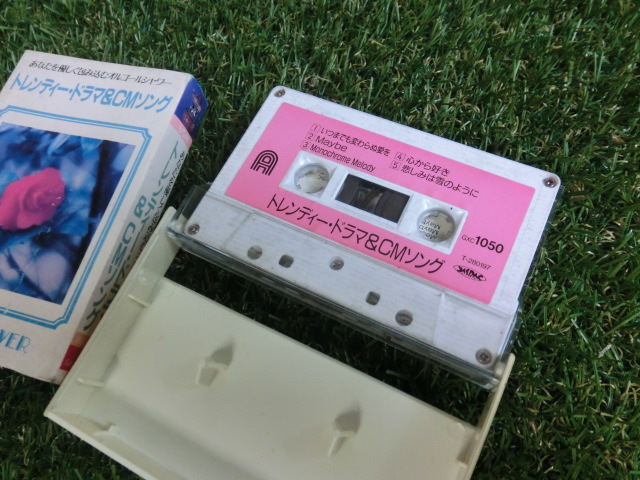 あなたを優しく包み込むオルゴールシャワー
トレンディー・ドラマ&CMソング
VER
A
1 いつまでも変わらぬ愛を
2 Maybe
3 Monochrome Melody
4 心から好き
5 悲しみは雪のように
トレンディー・ドラマ&CMソング
GXC 1050
T-280197